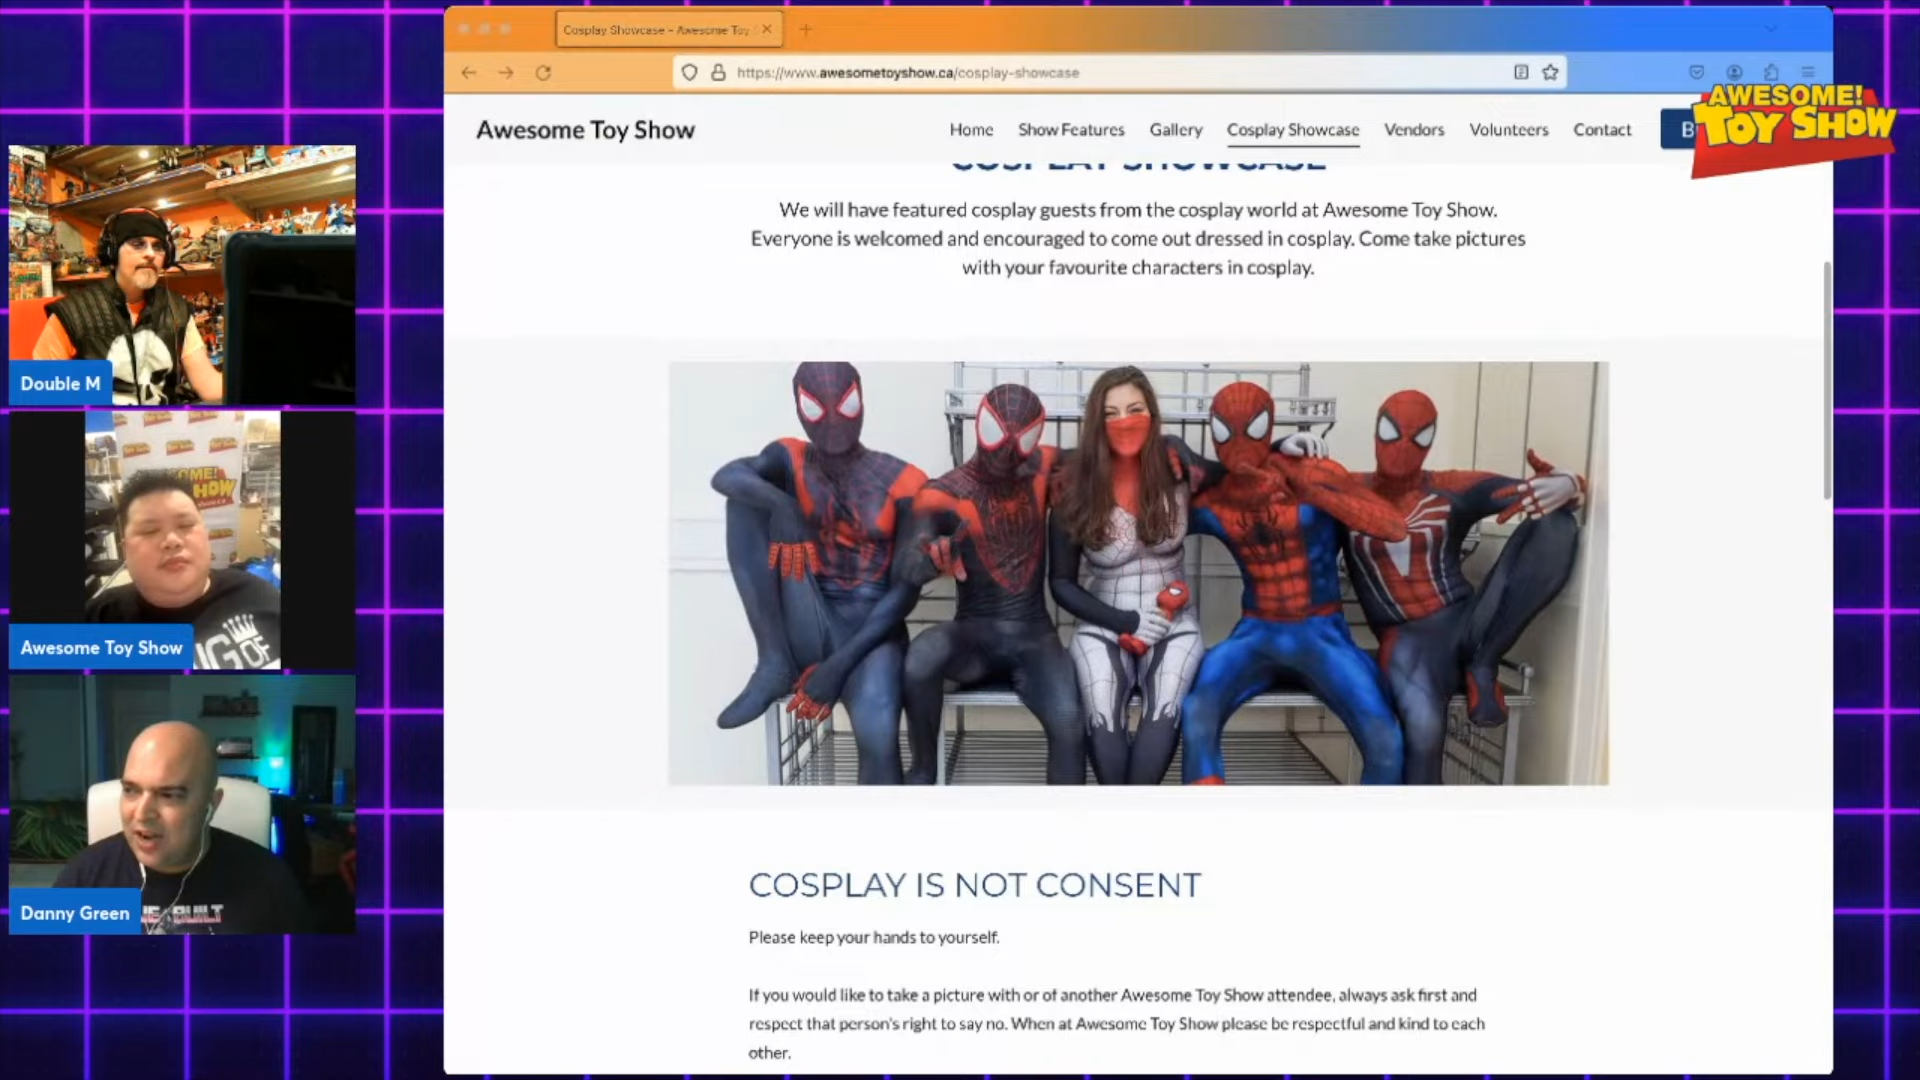 Cosplay Showcase – Awesome Toy
https://www.awesometoyshow.ca/cosplay-showcase
Awesome Toy Show
Home
Show Features
Gallery
Cosplay Showcase
Vendors
Volunteers
Contact
B
AWESOME!
TOY SHOW
COSPLAY SHOWCASE
We will have featured cosplay guests from the cosplay world at Awesome Toy Show.
Everyone is welcomed and encouraged to come out dressed in cosplay. Come take pictures
with your favourite characters in cosplay.
Double M
Awesome Toy Show
Danny Green
COSPLAY IS NOT CONSENT
Please keep your hands to yourself.
If you would like to take a picture with or of another Awesome Toy Show attendee, always ask first and
respect that person's right to say no. When at Awesome Toy Show please be respectful and kind to each
other.